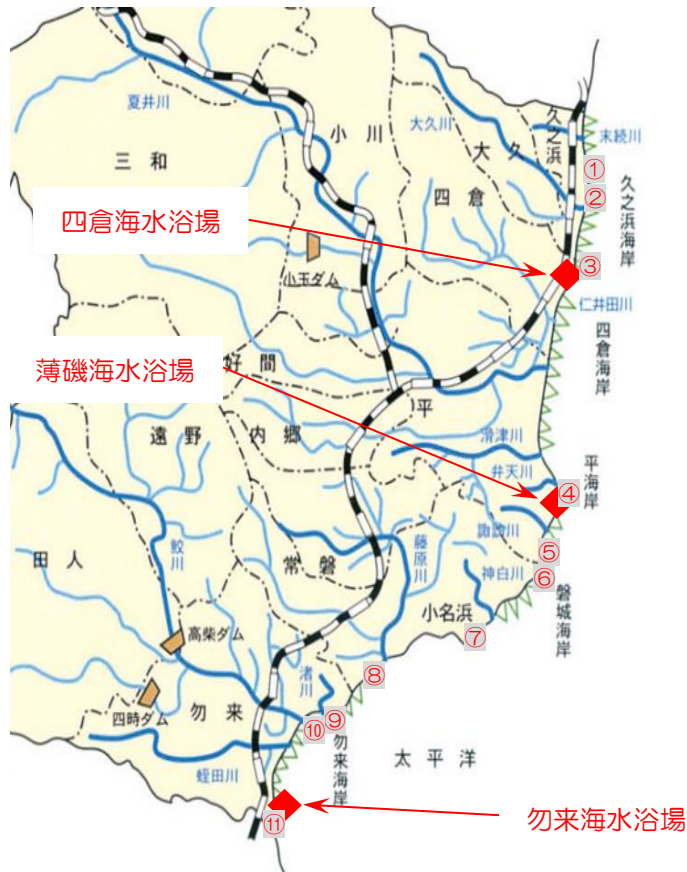 夏井川
小川
大久川
大久
久之浜
末続川
三和
①
四倉
②
久之浜海岸
四倉海水浴場
③
小玉ダム
仁井田川
四倉海岸
薄磯海水浴場
好間
平
遠野
内郷
滑津川
弁天川
平海岸
④
諏訪川
藤原川
⑤
鮫川
田人
常磐
神白川
⑥
磐城海岸
小名浜
高柴ダム
⑦
渚川
⑧
四時ダム
勿来
⑨
⑩
勿来海岸
太平洋
蛭田川
⑪
勿来海水浴場